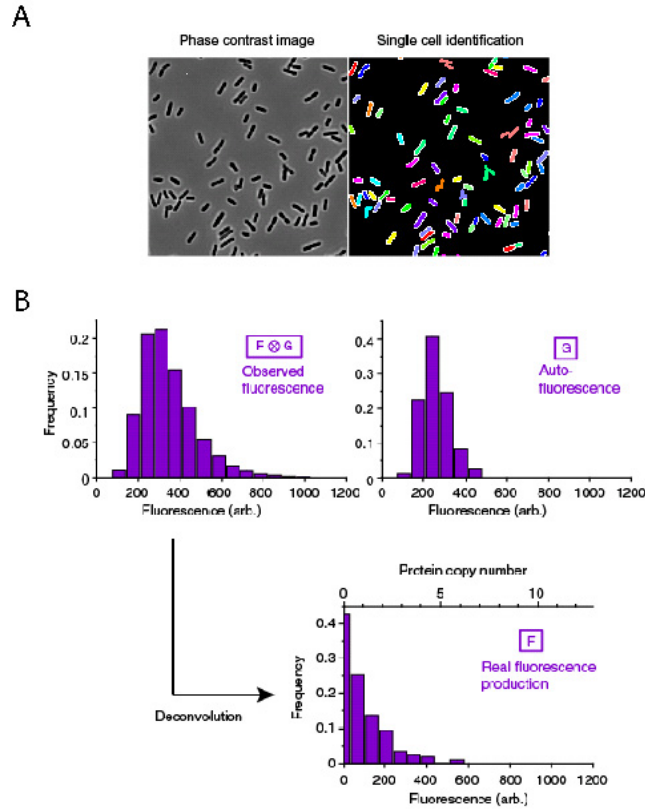 A
Phase contrast image
Single cell identification
B
0.2
0.15
0.1
0.05
0
Frequency
0 200 400 600 800 1000 1200
Fluorescence (arb.)
F ⊗ G
Observed
fluorescence
0.4
0.3
0.2
0.1
0
0 200 400 600 800 1000 1200
Fluorescence (arb.)
G
Auto-
fluorescence
Deconvolution
Protein copy number
0 5 10
0.4
0.3
0.2
0.1
0
Frequency
0 200 400 600 800 1000 1200
Fluorescence (arb.)
F
Real fluorescence
production